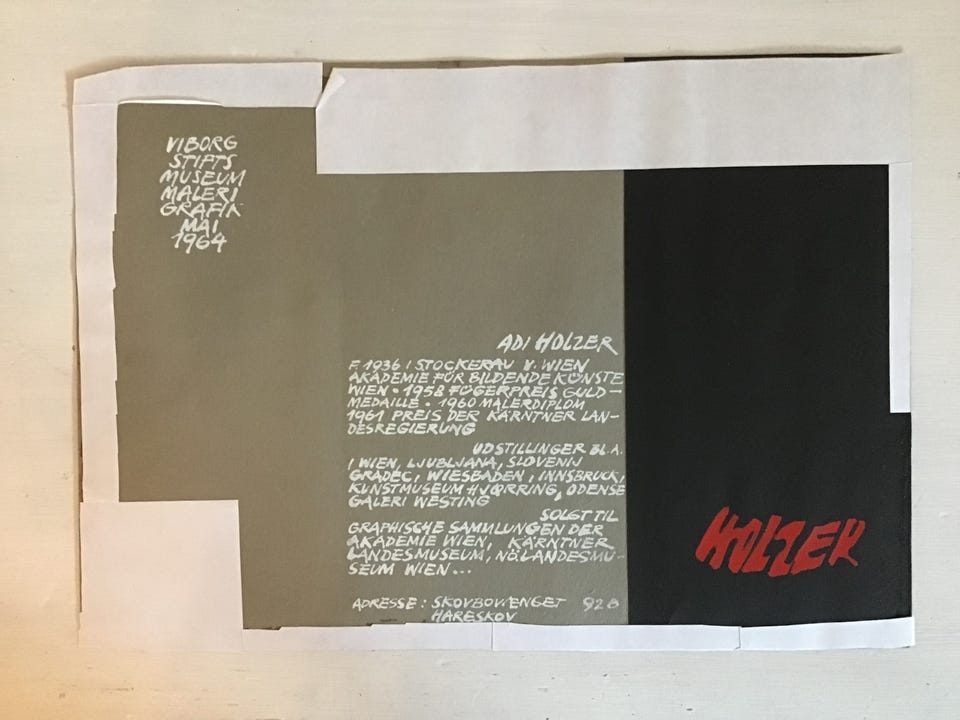 VIBORG
STIFTS
MUSEUM
MALERI
GRAFIK
MAI
1964
ADI HOLZER
F 1936 I STOCKERAU V. WIEN
AKADEMIE FÜR BILDENDE KÜNSTE
WIEN • 1958 FÜGERPREIS GULD-
MEDAILLE • 1960 MALERDIPLOM
1961 PREIS DER KÄRNTNER LAN-
DESREGIERUNG
UDSTILLINGER BL.A.
I WIEN, LJUBLJANA, SLOVENIJ
GRADEC, WIESBADEN, INNSBRUCK,
KUNSTMUSEUM HJØRRING, ODENSE
GALERI WESTING
SOLGT TIL
GRAPHISCHE SAMMLUNGEN DER
AKADEMIE WIEN, KÄRNTNER
LANDESMUSEUM, NÖ. LANDESMU-
SEUM WIEN...
ADRESSE: 928
HARESKOV
HOLZER